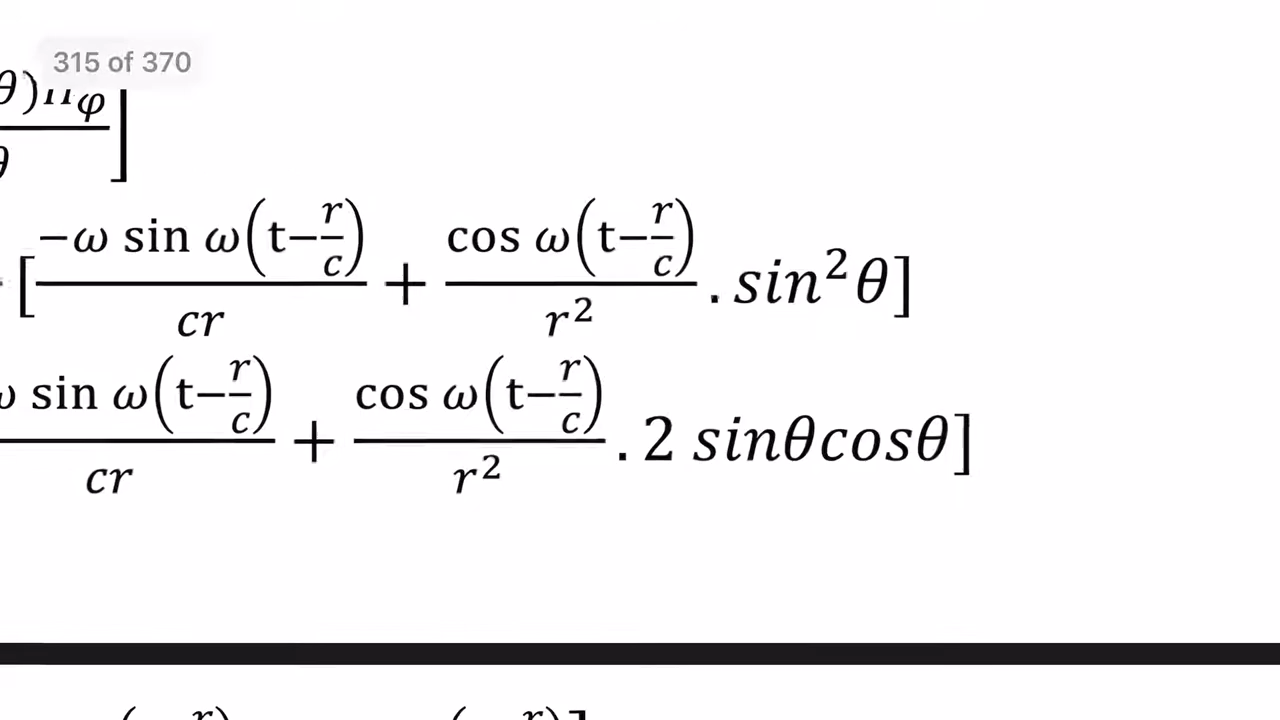 315 of 370
θ)H_φ
θ ]
[ (−ω sin ω(t−r/c))/(cr) + (cos ω(t−r/c))/(r²) . sin²θ]
ω sin ω(t−r/c)/(cr) + (cos ω(t−r/c))/(r²) . 2 sinθcosθ]